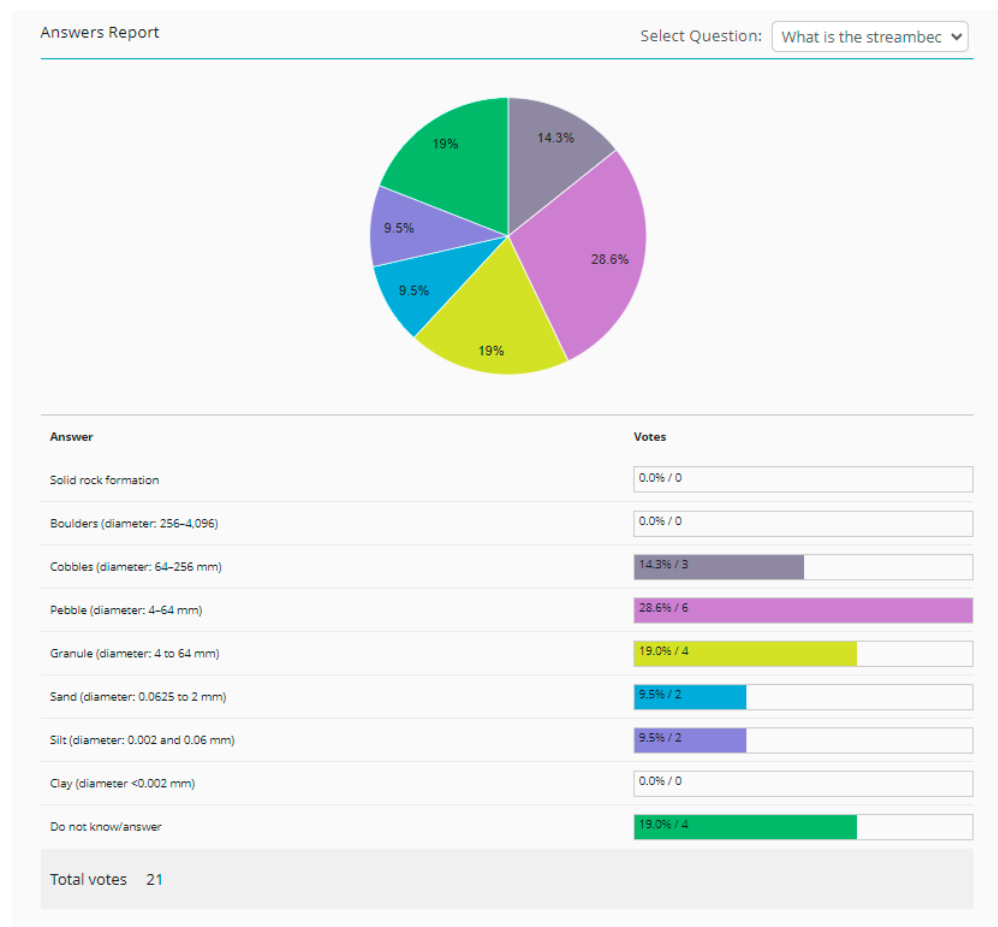 Answers Report Select Question: What is the streambec
19% 14.3%
9.5% 28.6%
9.5%
19%
Answer Votes
Solid rock formation 0.0% / 0
Boulders (diameter: 256–4,096) 0.0% / 0
Cobbles (diameter: 64–256 mm) 14.3% / 3
Pebble (diameter: 4–64 mm) 28.6% / 6
Granule (diameter: 4 to 64 mm) 19.0% / 4
Sand (diameter: 0.0625 to 2 mm) 9.5% / 2
Silt (diameter: 0.002 and 0.06 mm) 9.5% / 2
Clay (diameter <0.002 mm) 0.0% / 0
Do not know/answer 19.0% / 4
Total votes 21